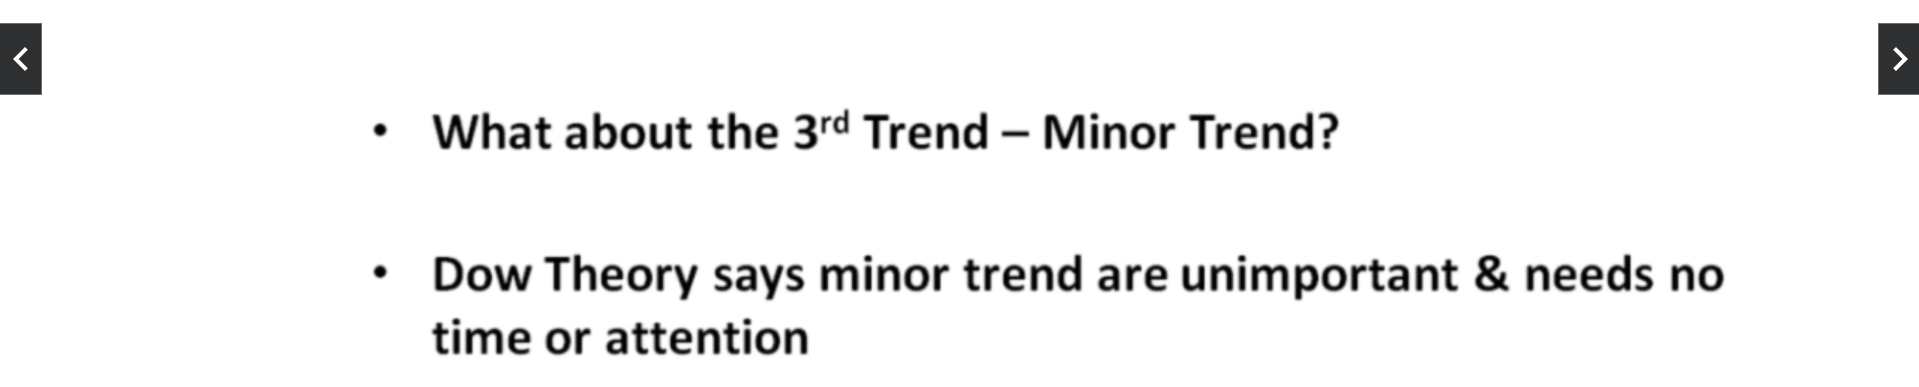 • What about the 3rd Trend – Minor Trend?
• Dow Theory says minor trend are unimportant & needs no
time or attention